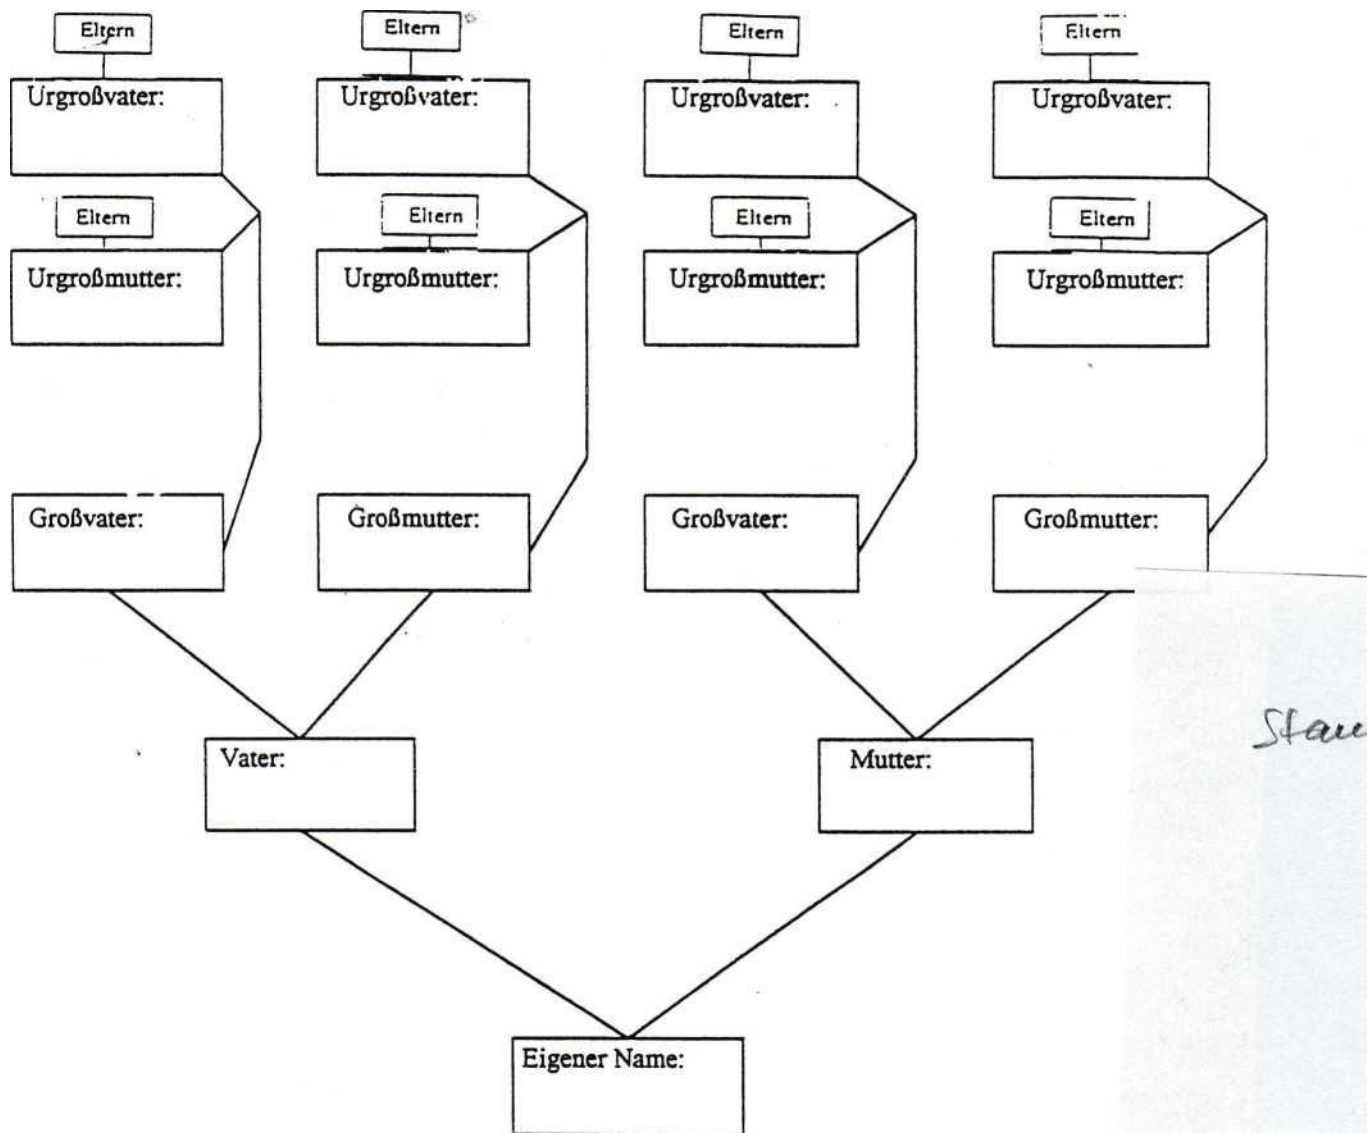 Eltern Eltern Eltern Eltern
Urgroßvater: Urgroßvater: Urgroßvater: Urgroßvater:
Eltern Eltern Eltern Eltern
Urgroßmutter: Urgroßmutter: Urgroßmutter: Urgroßmutter:
Großvater: Großmutter: Großvater: Großmutter:
Vater: Mutter:
Eigener Name: